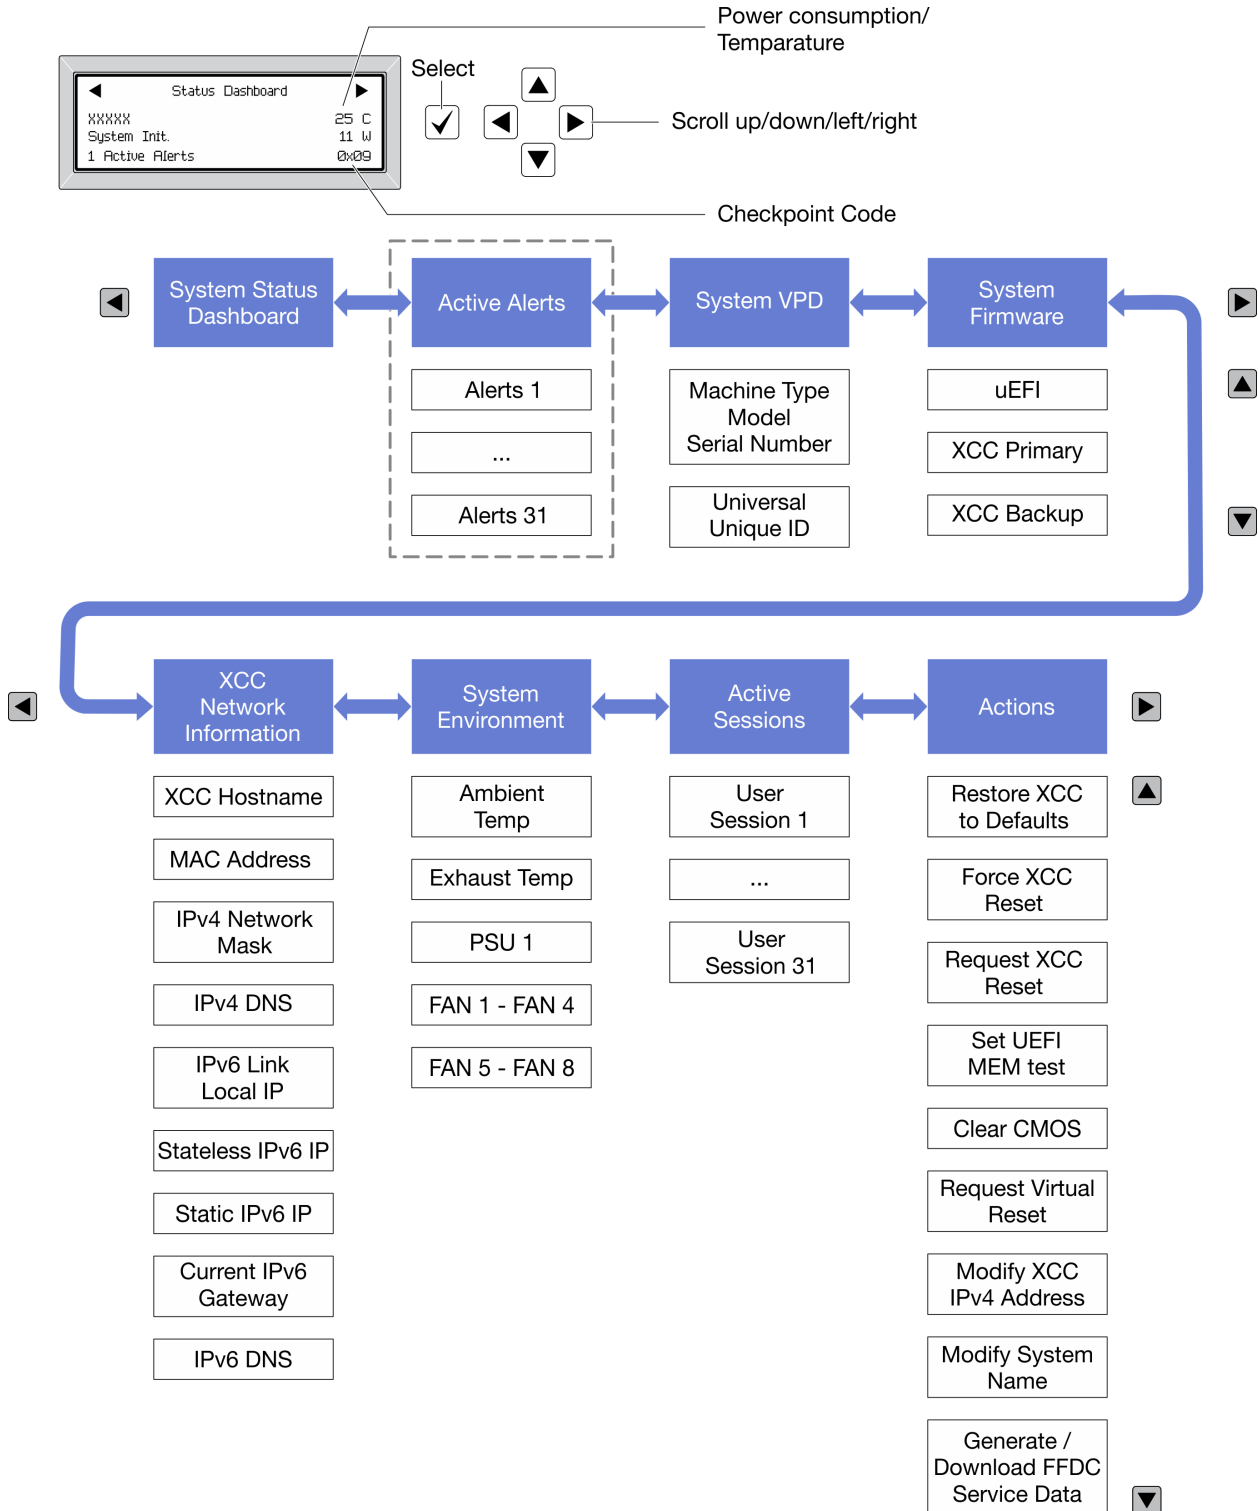 Power consumption/
Temparature
Select
Status Dashboard
XXXXX 25 C
System Init. 11 W
1 Active Alerts 0x09
Scroll up/down/left/right
Checkpoint Code
System Status
Dashboard
Active Alerts
System VPD
System
Firmware
Alerts 1
...
Alerts 31
Machine Type
Model
Serial Number
Universal
Unique ID
uEFI
XCC Primary
XCC Backup
XCC
Network
Information
System
Environment
Active
Sessions
Actions
XCC Hostname
MAC Address
IPv4 Network
Mask
IPv4 DNS
IPv6 Link
Local IP
Stateless IPv6 IP
Static IPv6 IP
Current IPv6
Gateway
IPv6 DNS
Ambient
Temp
Exhaust Temp
PSU 1
FAN 1 - FAN 4
FAN 5 - FAN 8
User
Session 1
...
User
Session 31
Restore XCC
to Defaults
Force XCC
Reset
Request XCC
Reset
Set UEFI
MEM test
Clear CMOS
Request Virtual
Reset
Modify XCC
IPv4 Address
Modify System
Name
Generate /
Download FFDC
Service Data